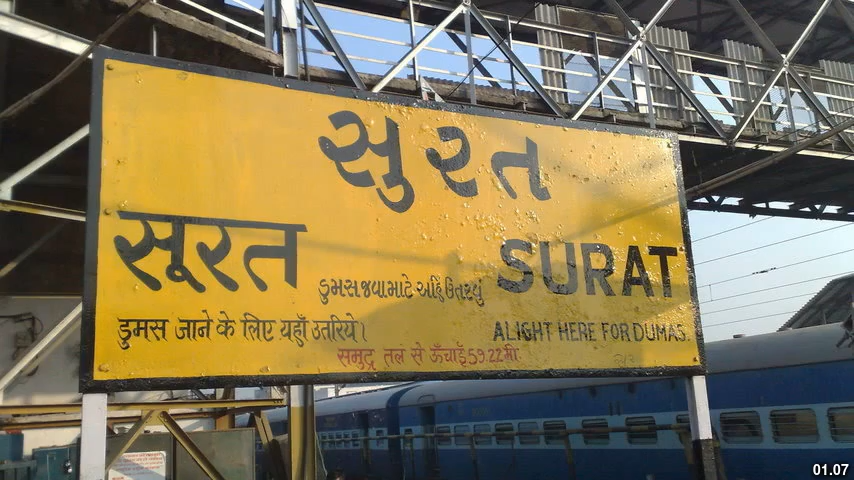 સુરત
सूरत
SURAT
ડુમસ જવા માટે અહિં ઉતરવું
डुमस जाने के लिए यहाँ उतरिये।
ALIGHT HERE FOR DUMAS.
समुद्र तल से ऊँचाई 59.22 मी
01.07